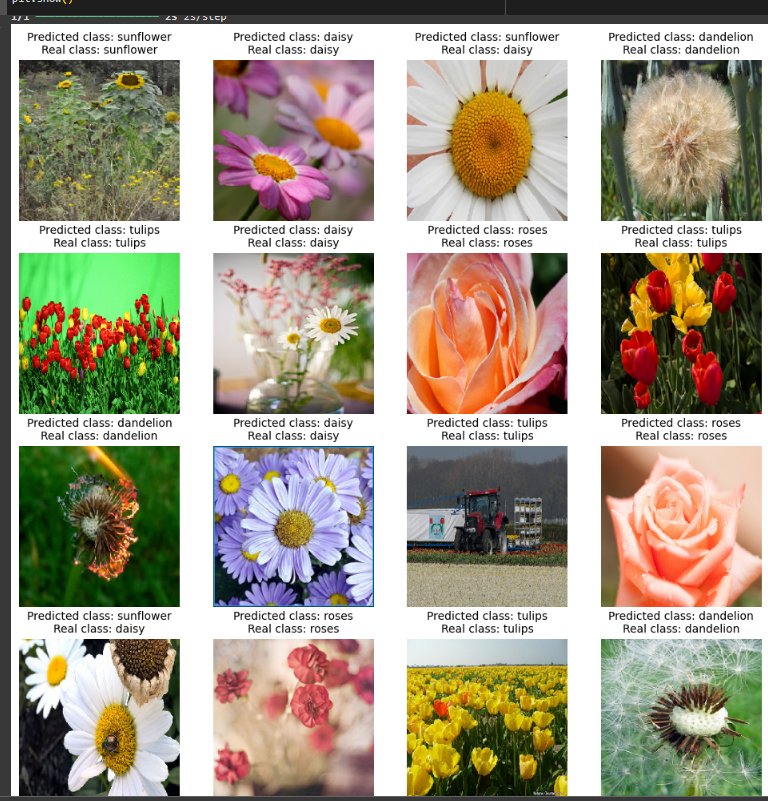 plt.show()
1/1 ━━━━━━━━━━━━━━━━━━━━ 2s 2s/step
Predicted class: sunflower
Real class: sunflower
Predicted class: daisy
Real class: daisy
Predicted class: sunflower
Real class: daisy
Predicted class: dandelion
Real class: dandelion
Predicted class: tulips
Real class: tulips
Predicted class: daisy
Real class: daisy
Predicted class: roses
Real class: roses
Predicted class: tulips
Real class: tulips
Predicted class: dandelion
Real class: dandelion
Predicted class: daisy
Real class: daisy
Predicted class: tulips
Real class: tulips
Predicted class: roses
Real class: roses
Predicted class: sunflower
Real class: daisy
Predicted class: roses
Real class: roses
Predicted class: tulips
Real class: tulips
Predicted class: dandelion
Real class: dandelion